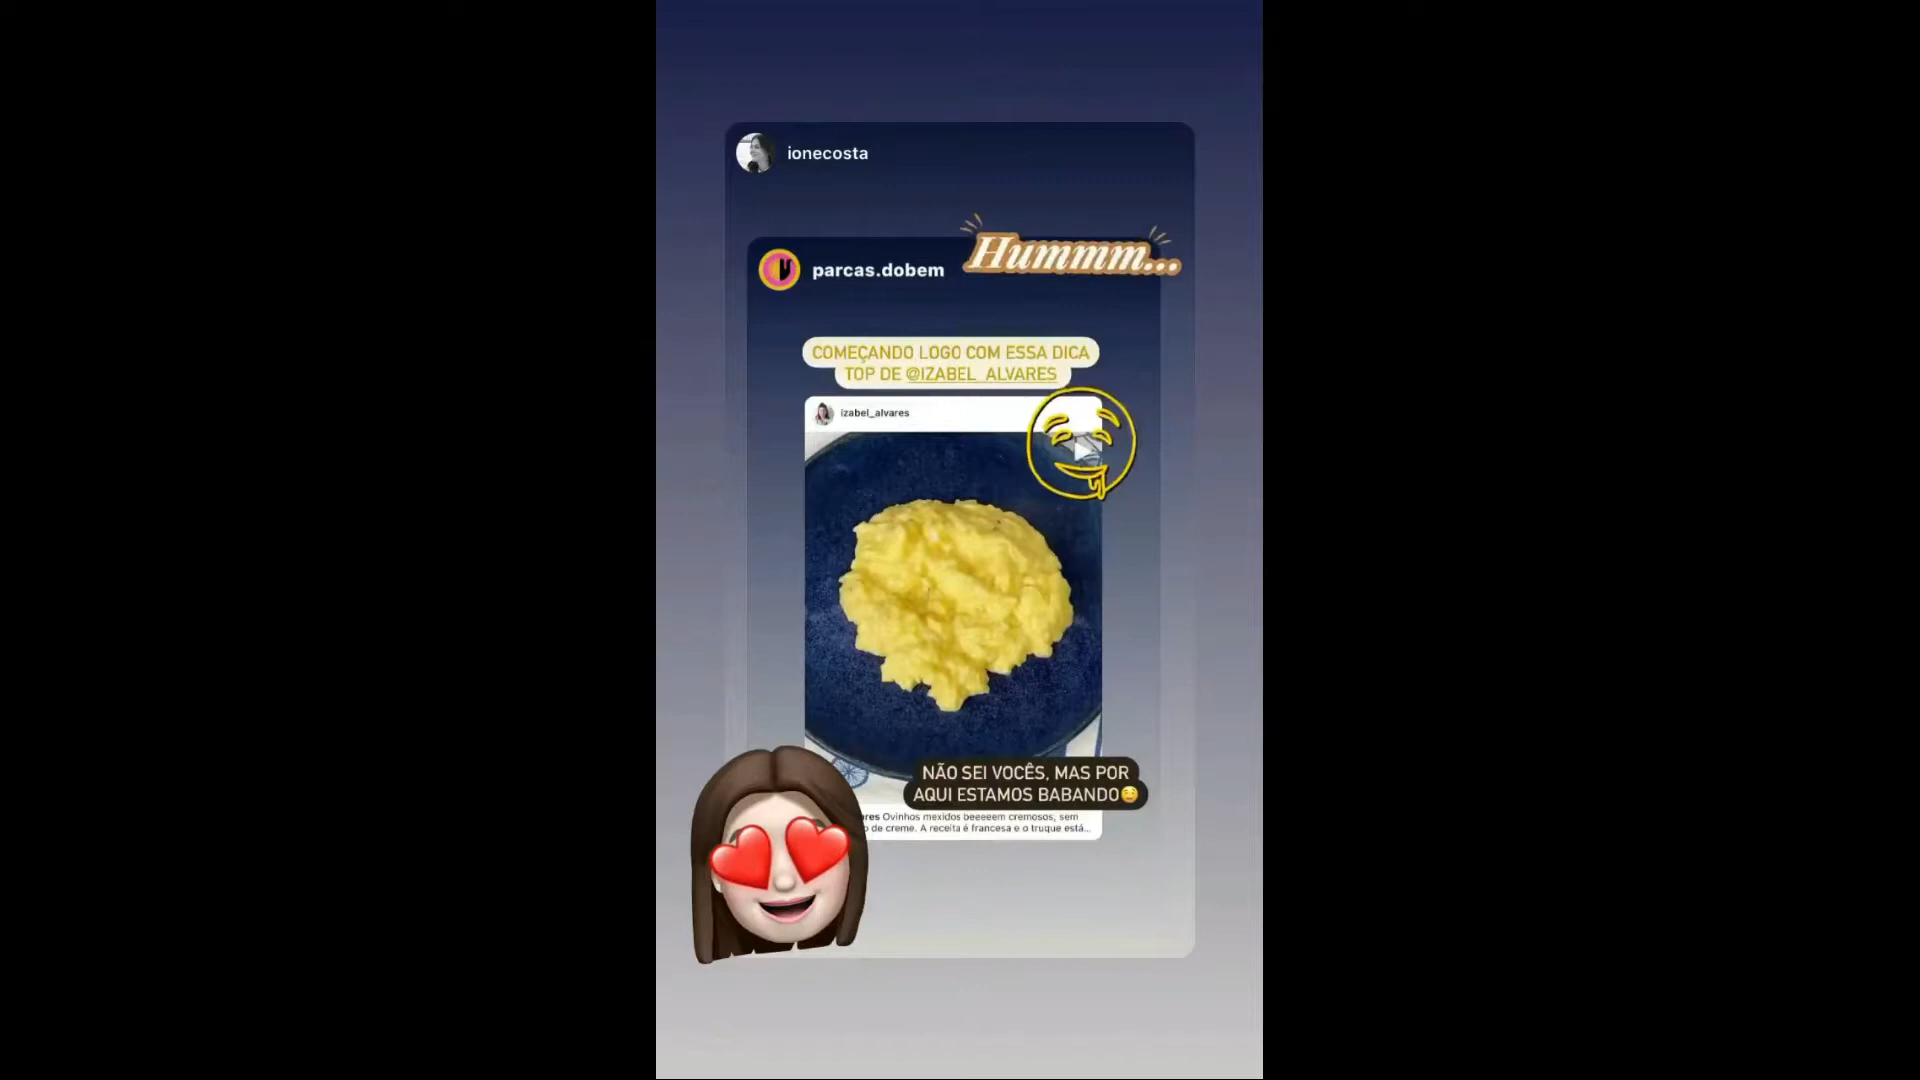 ionecosta
Hummm...
parcas.dobem
COMEÇANDO LOGO COM ESSA DICA
TOP DE @IZABEL_ALVARES
izabel_alvares
NÃO SEI VOCÊS, MAS POR
AQUI ESTAMOS BABANDO🤤
Ovinhos mexidos beeeeem cremosos, sem
de creme. A receita é francesa e o truque está...